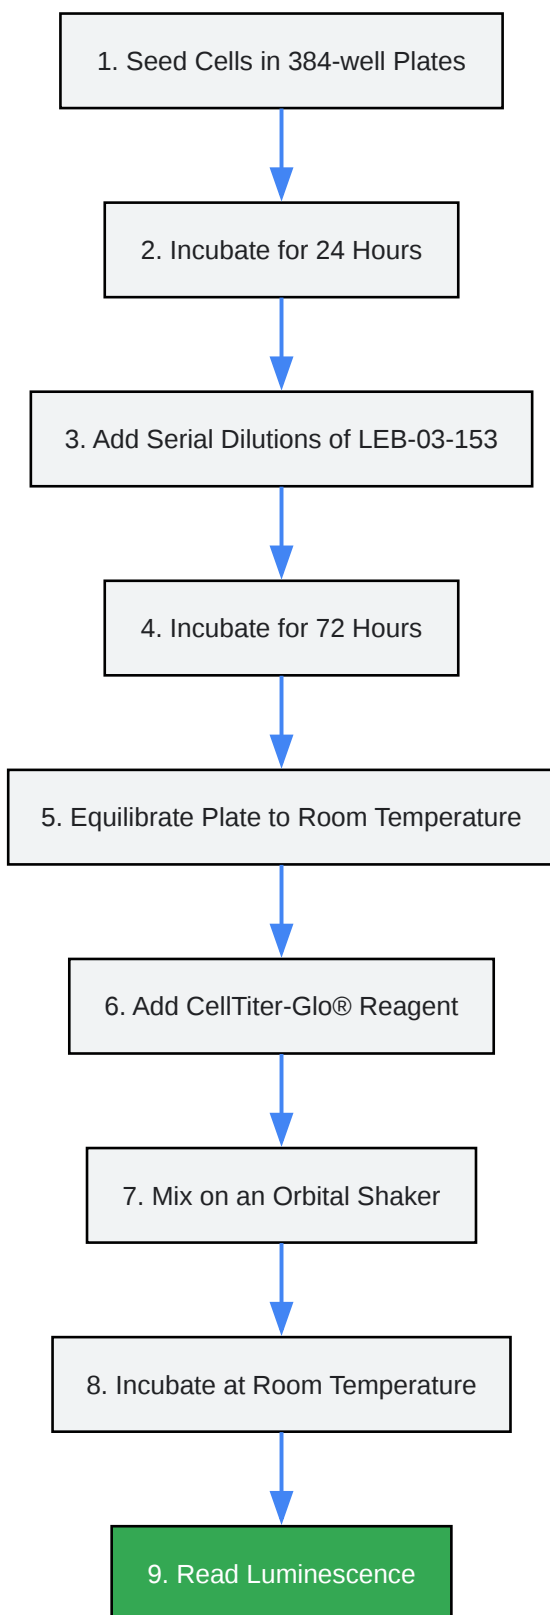 1. Seed Cells in 384-well Plates
2. Incubate for 24 Hours
3. Add Serial Dilutions of LEB-03-153
4. Incubate for 72 Hours
5. Equilibrate Plate to Room Temperature
6. Add CellTiter-Glo® Reagent
7. Mix on an Orbital Shaker
8. Incubate at Room Temperature
9. Read Luminescence